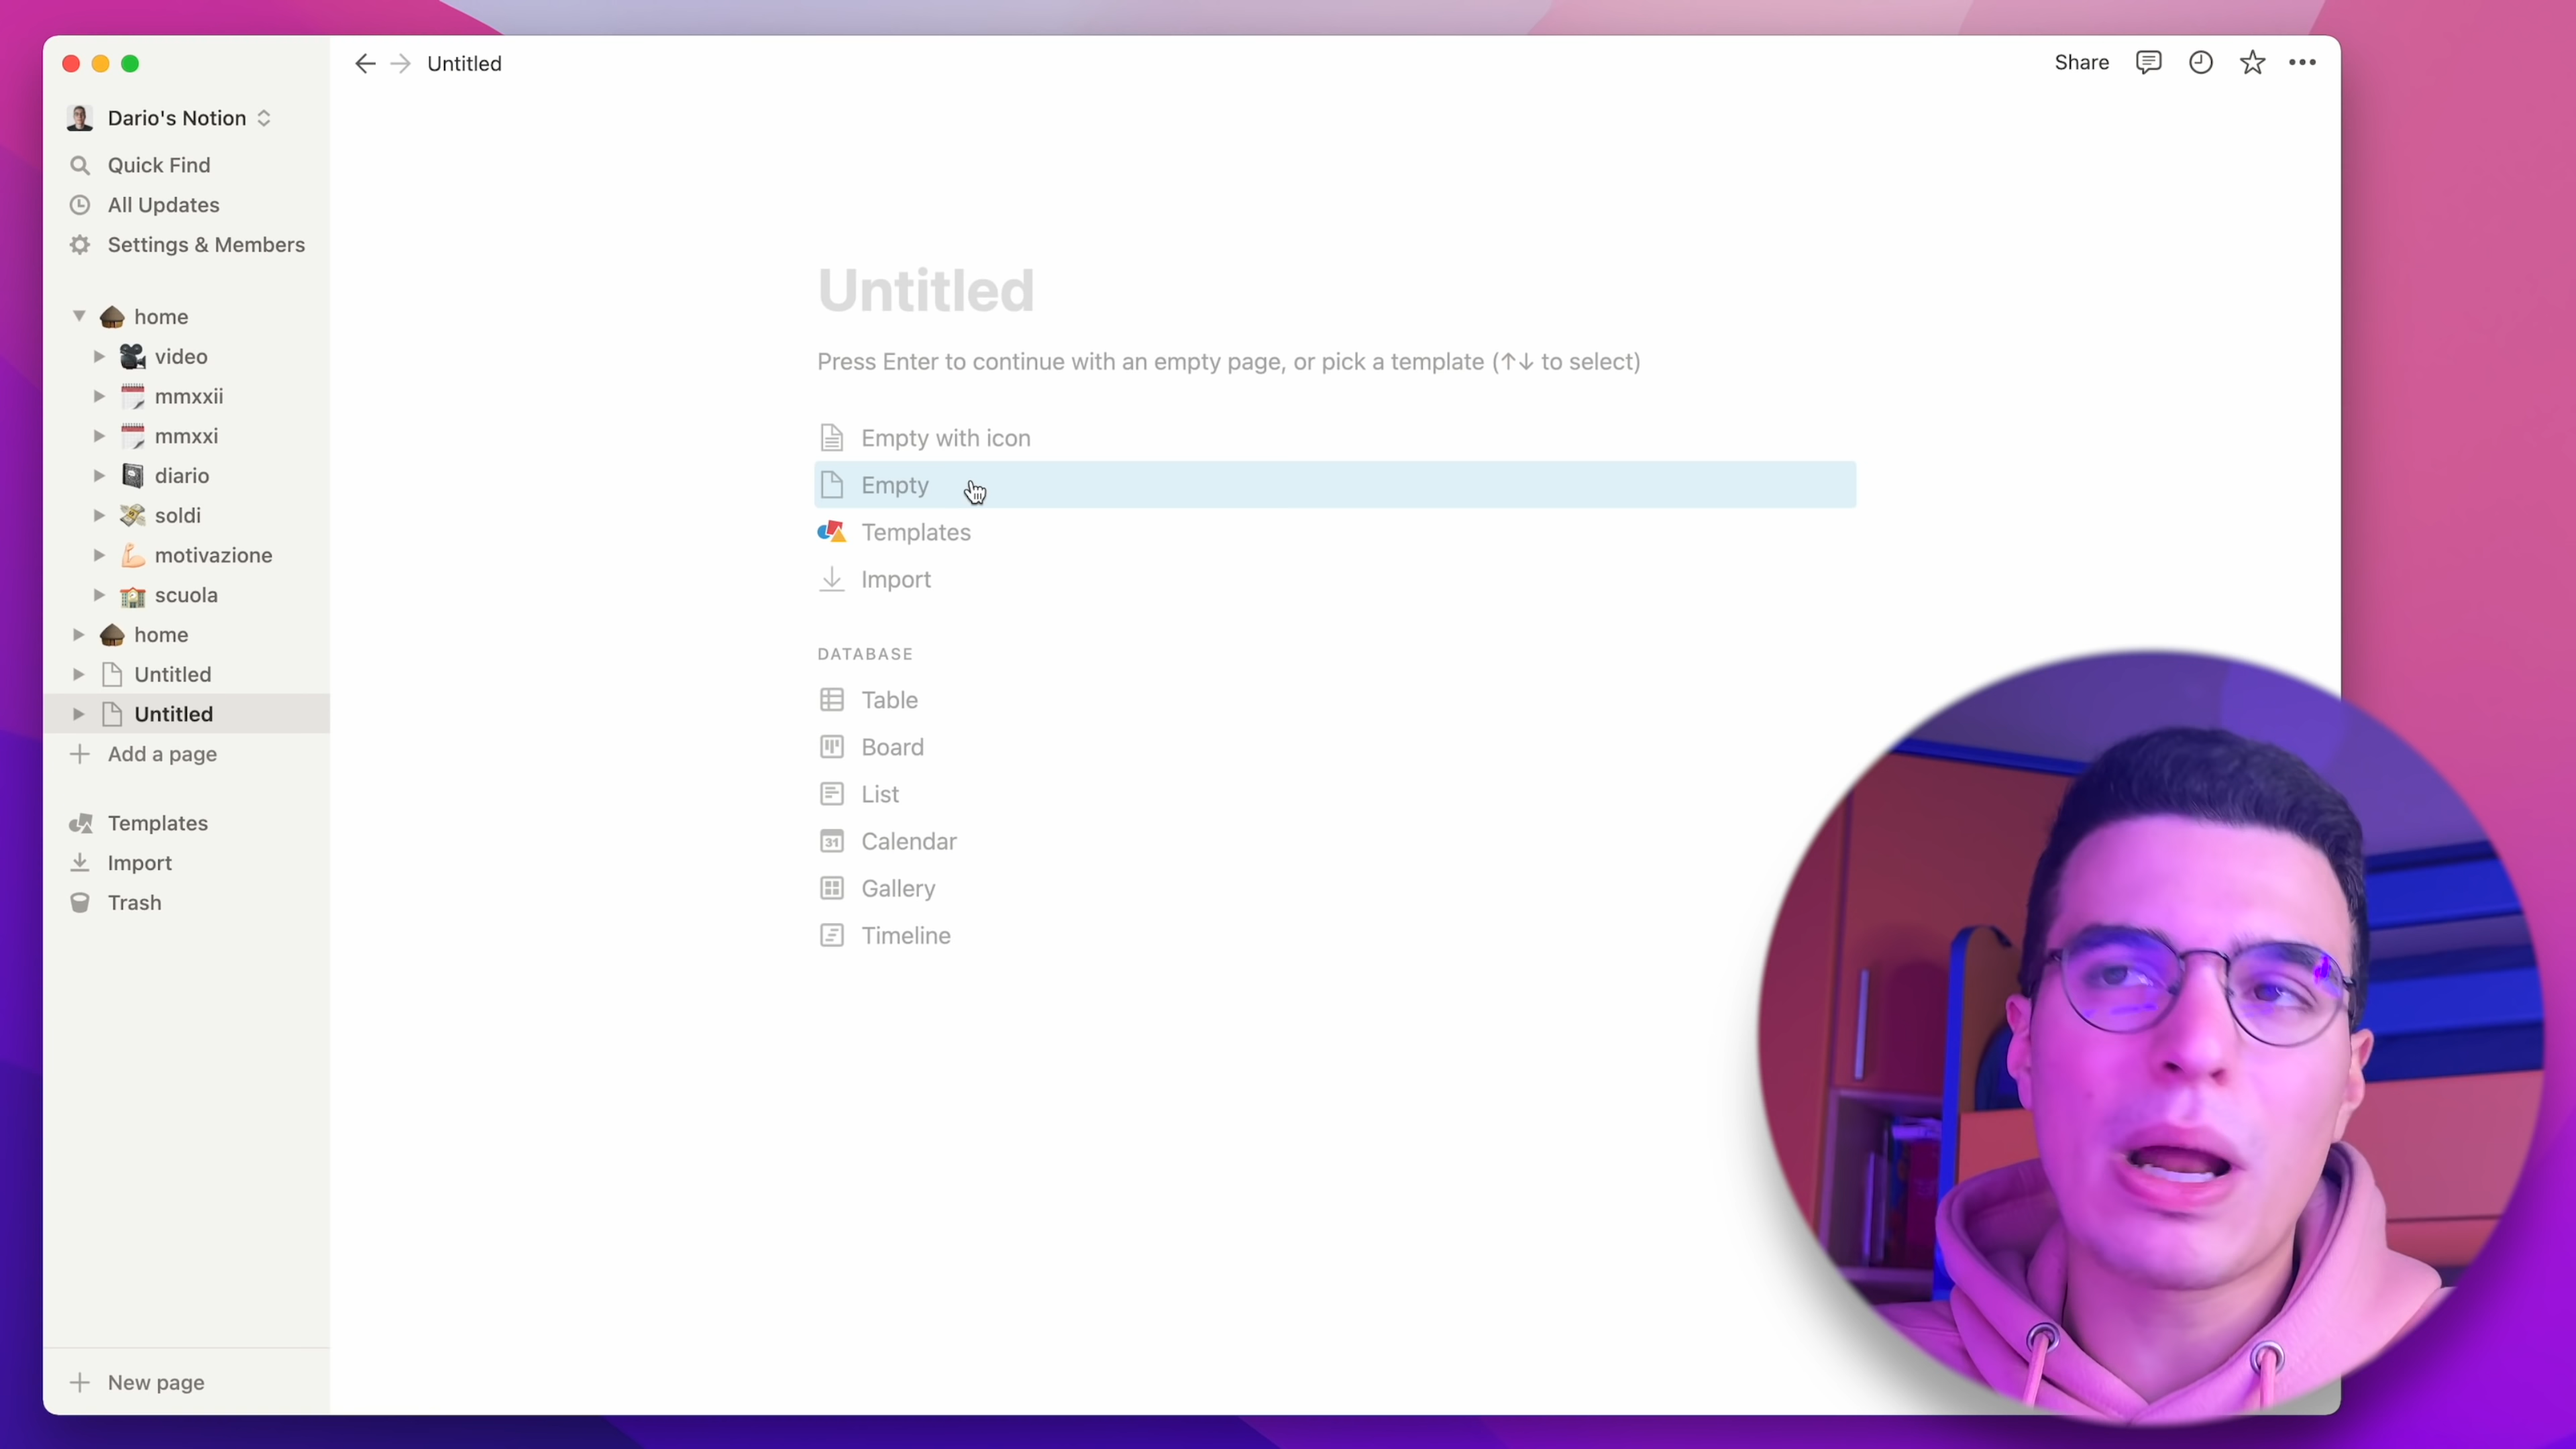 Untitled
Share
Dario's Notion
Quick Find
All Updates
Settings & Members
home
video
mmxxii
mmxxi
diario
soldi
motivazione
scuola
home
Untitled
Untitled
Add a page
Templates
Import
Trash
New page
Untitled
Press Enter to continue with an empty page, or pick a template (↑↓ to select)
Empty with icon
Empty
Templates
Import
DATABASE
Table
Board
List
31 Calendar
Gallery
Timeline